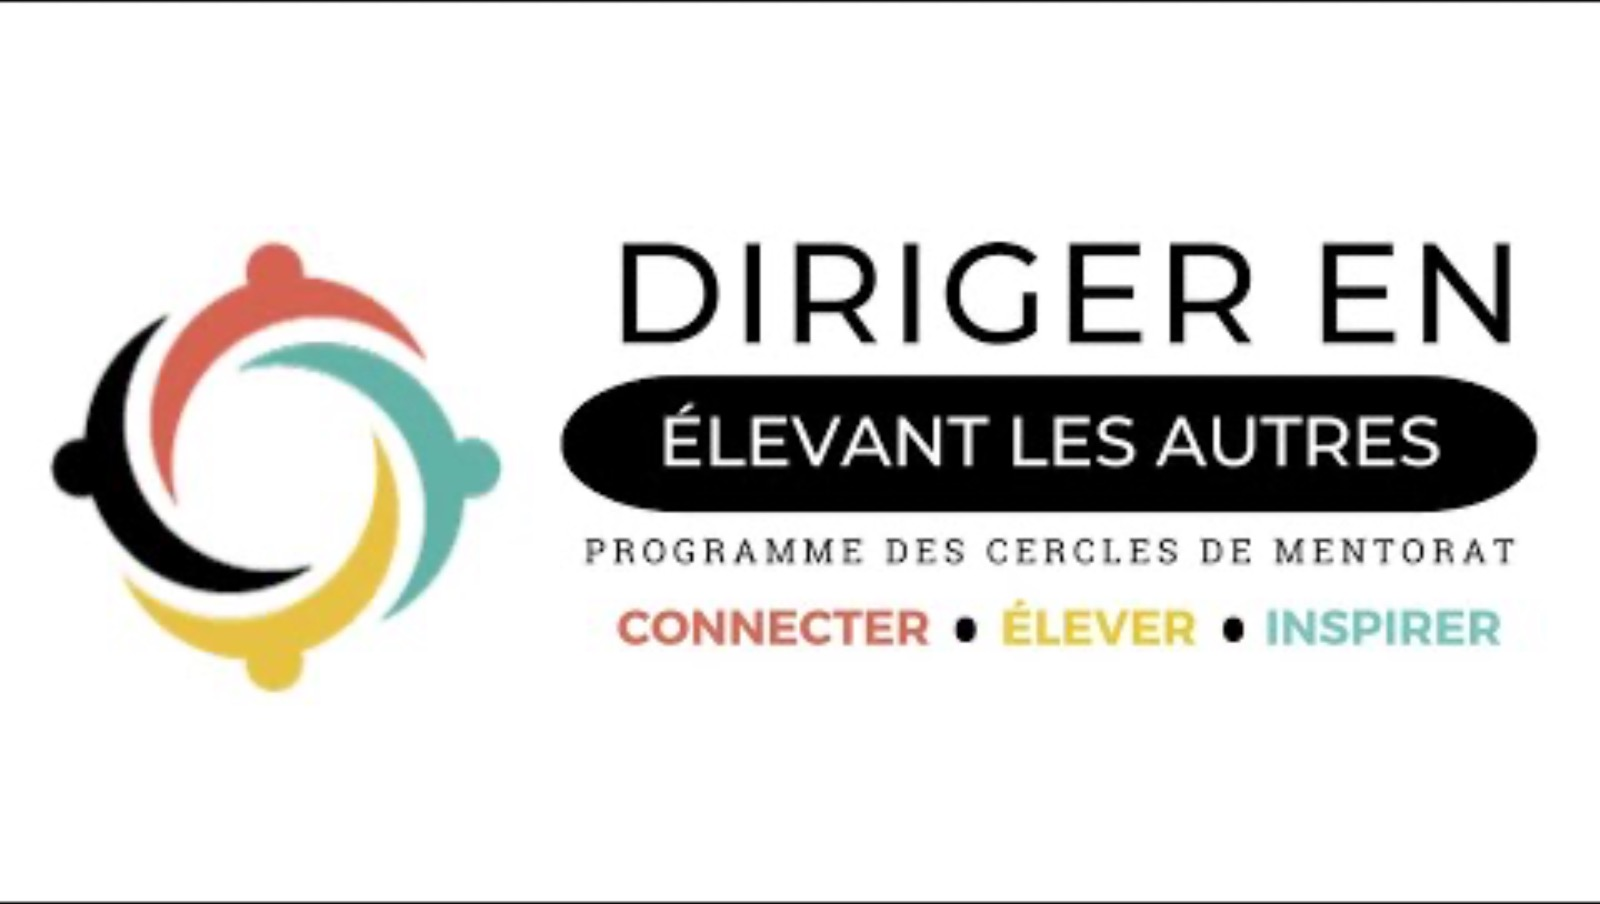 DIRIGER EN
ÉLEVANT LES AUTRES
PROGRAMME DES CERCLES DE MENTORAT
CONNECTER • ÉLEVER • INSPIRER